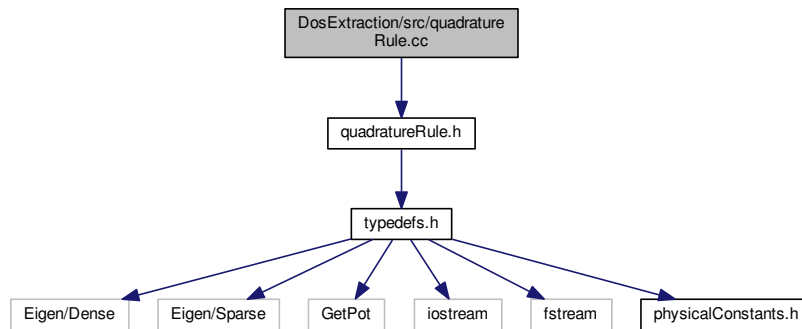 DosExtraction/src/quadrature
Rule.cc
quadratureRule.h
typedefs.h
Eigen/Dense
Eigen/Sparse
GetPot
iostream
fstream
physicalConstants.h